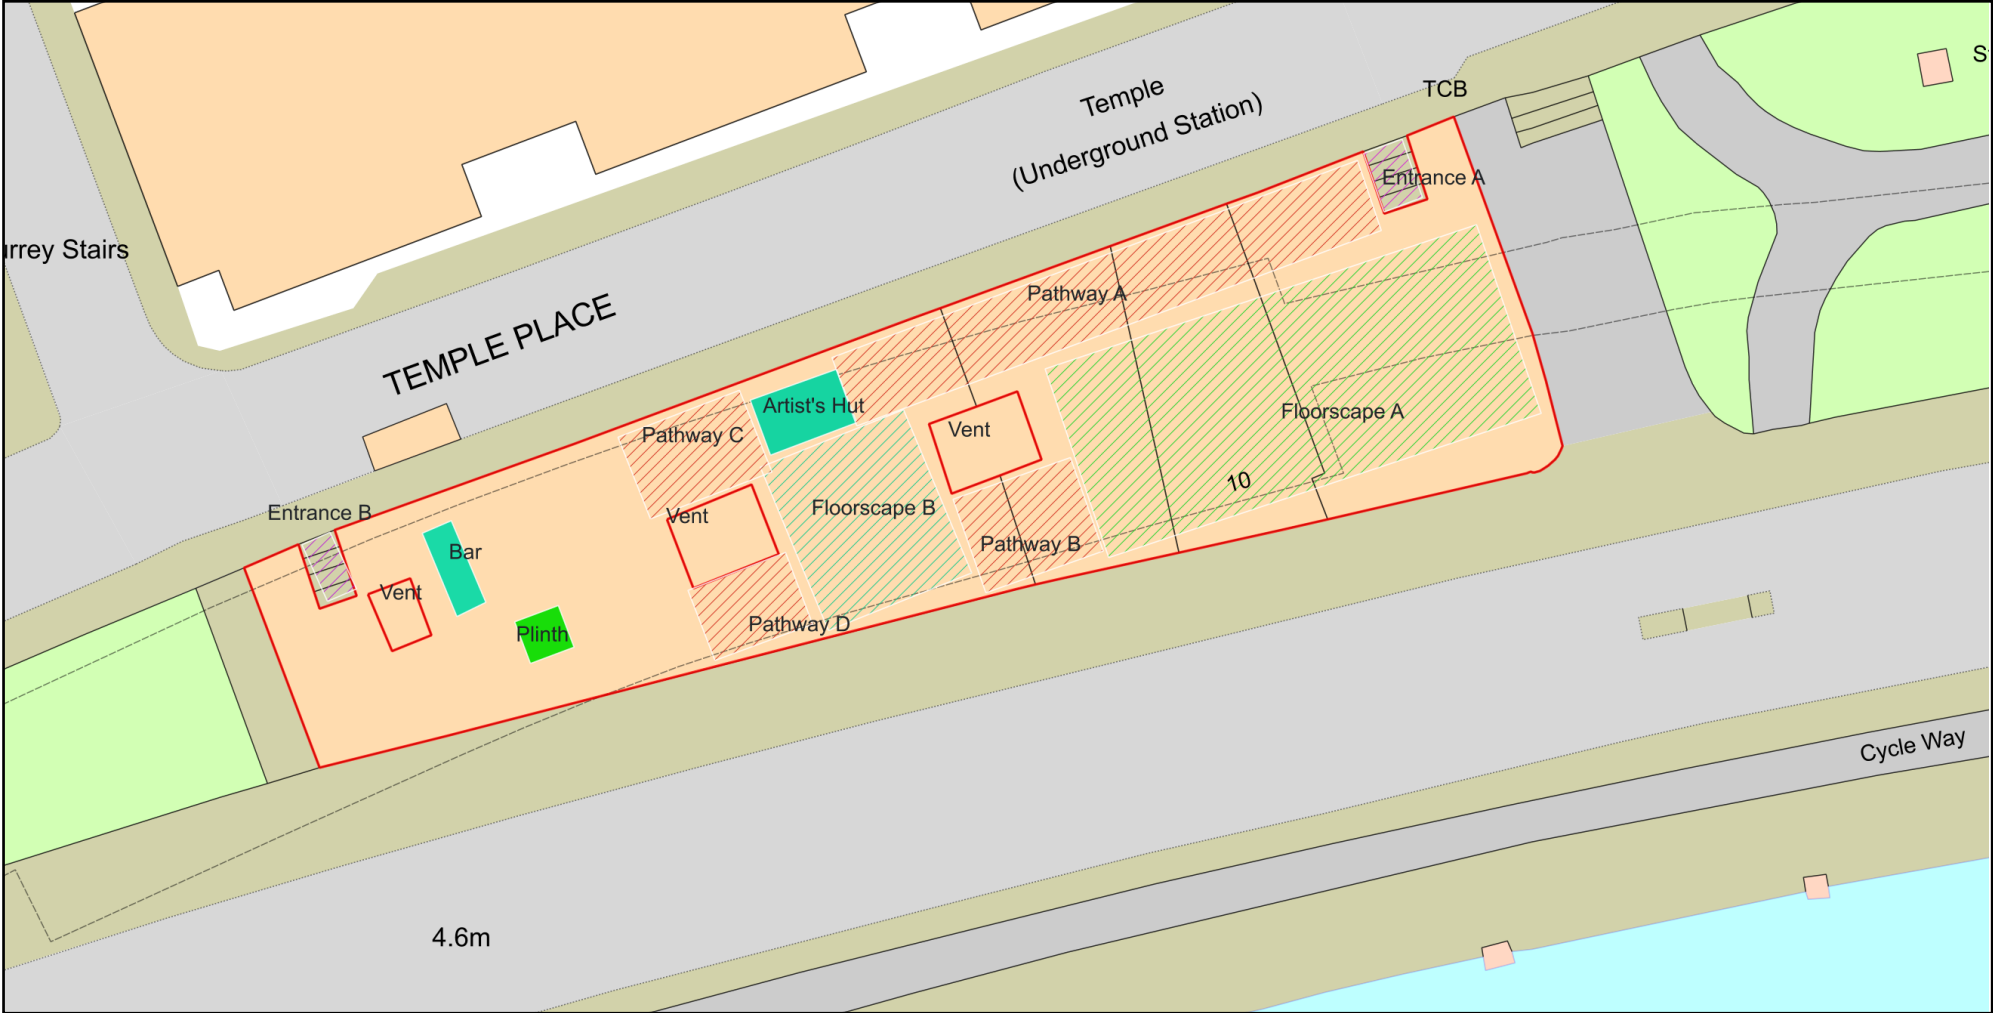 S
TCB
Temple
(Underground Station)
Entrance A
urrey Stairs
Pathway A
TEMPLE PLACE
Artist's Hut
Floorscape A
Pathway C
Vent
10
Entrance B
Floorscape B
Vent
Pathway B
Bar
Vent
Pathway D
Plinth
Cycle Way
4.6m